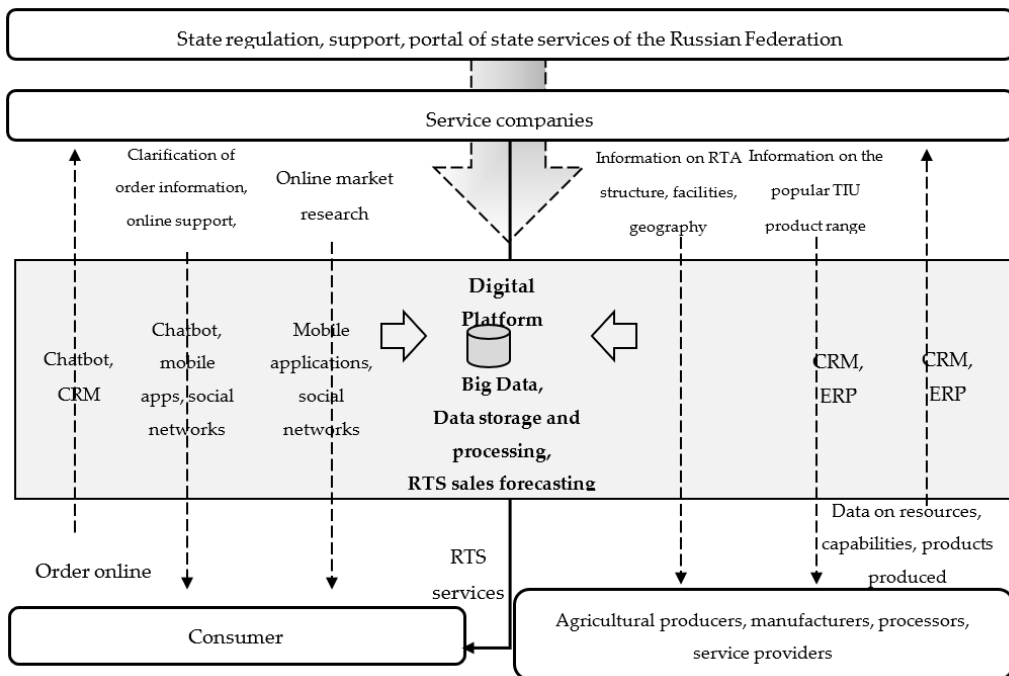 State regulation, support, portal of state services of the Russian Federation
Service companies
Clarification of
order information,
online support,
Online market
research
Information on RTA
structure, facilities,
geography
Information on the
popular TIU
product range
Chatbot,
CRM
Chatbot,
mobile
apps, social
networks
Mobile
applications,
social
networks
Digital
Platform
Big Data,
Data storage and
processing,
RTS sales forecasting
CRM,
ERP
CRM,
ERP
Order online
RTS
services
Data on resources,
capabilities, products
produced
Consumer
Agricultural producers, manufacturers, processors,
service providers